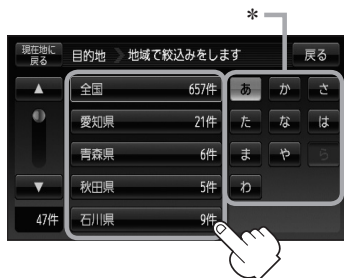 *
現在地に
戻る
目的地 地域で絞込みをします
戻る
▲
▼
47件
全国 657件
愛知県 21件
青森県 6件
秋田県 5件
石川県 9件
あ か さ
た な は
ま や ら
わ